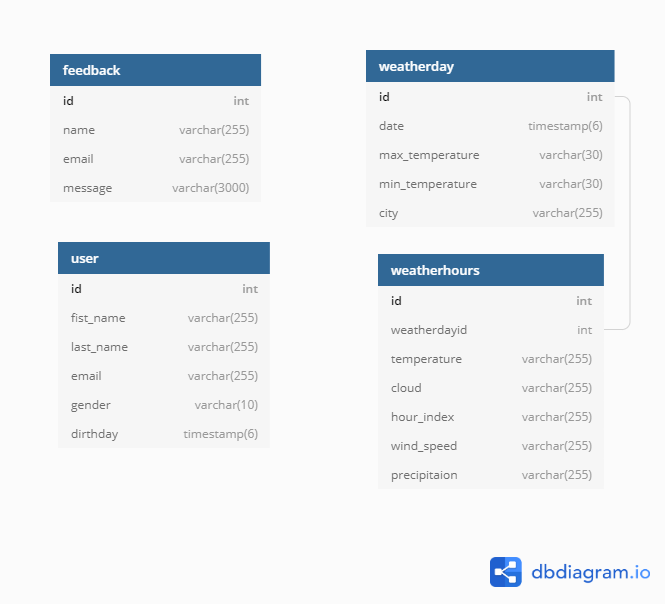 feedback
id int
name varchar(255)
email varchar(255)
message varchar(3000)
user
id int
fist_name varchar(255)
last_name varchar(255)
email varchar(255)
gender varchar(10)
dirthday timestamp(6)
weatherday
id int
date timestamp(6)
max_temperature varchar(30)
min_temperature varchar(30)
city varchar(255)
weatherhours
id int
weatherdayid int
temperature varchar(255)
cloud varchar(255)
hour_index varchar(255)
wind_speed varchar(255)
precipitaion varchar(255)
dbdiagram.io